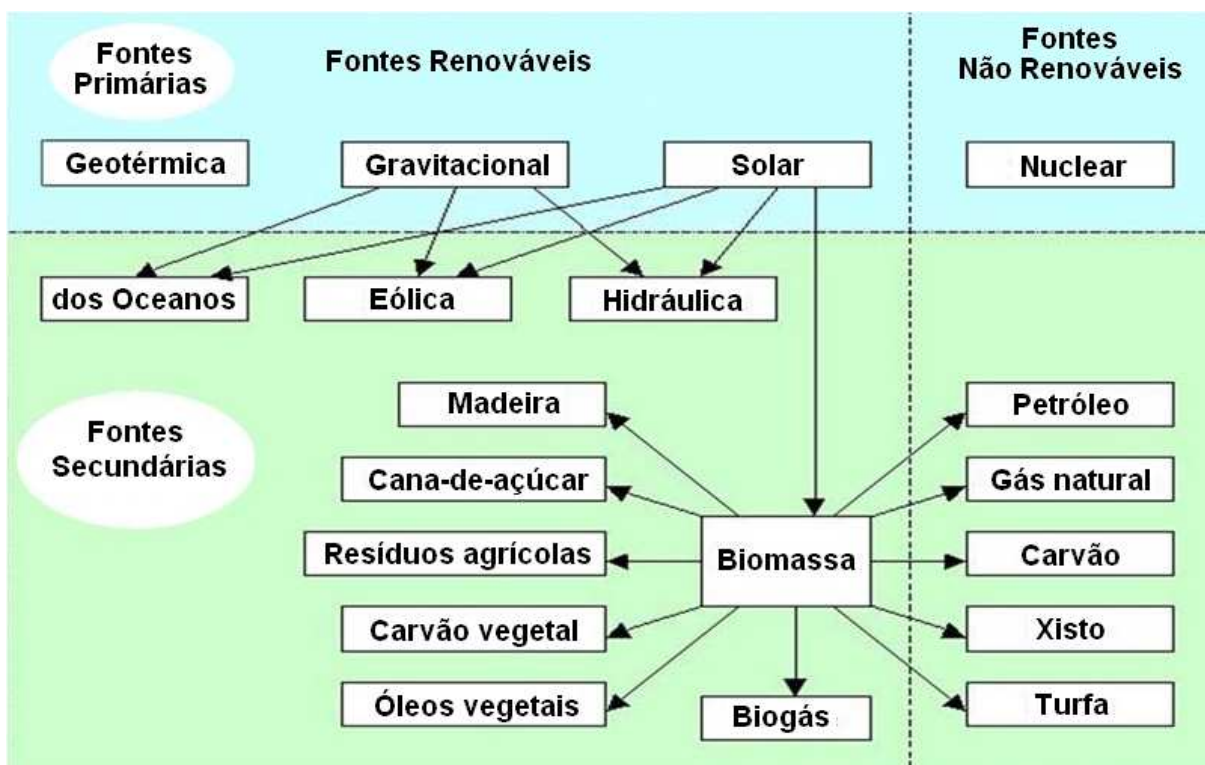 Fontes
Primárias
Fontes Renováveis
Fontes
Não Renováveis
Geotérmica
Gravitacional
Solar
Nuclear
dos Oceanos
Eólica
Hidráulica
Fontes
Secundárias
Madeira
Cana-de-açúcar
Resíduos agrícolas
Carvão vegetal
Óleos vegetais
Biomassa
Biogás
Petróleo
Gás natural
Carvão
Xisto
Turfa